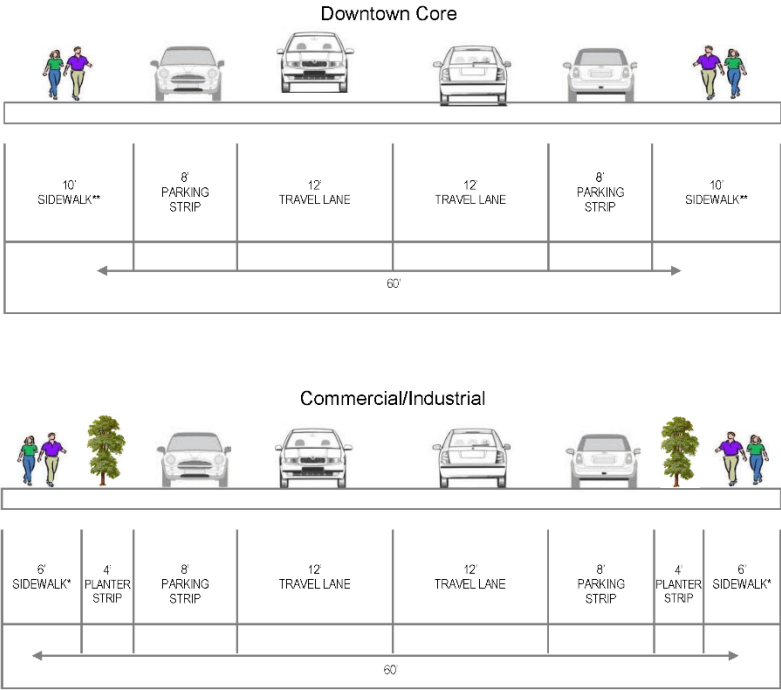 Downtown Core
10'
SIDEWALK**
8'
PARKING
STRIP
12'
TRAVEL LANE
12'
TRAVEL LANE
8'
PARKING
STRIP
10'
SIDEWALK**
60'
Commercial/Industrial
6'
SIDEWALK*
4'
PLANTER
STRIP
8'
PARKING
STRIP
12'
TRAVEL LANE
12'
TRAVEL LANE
8'
PARKING
STRIP
4'
PLANTER
STRIP
6'
SIDEWALK*
60'